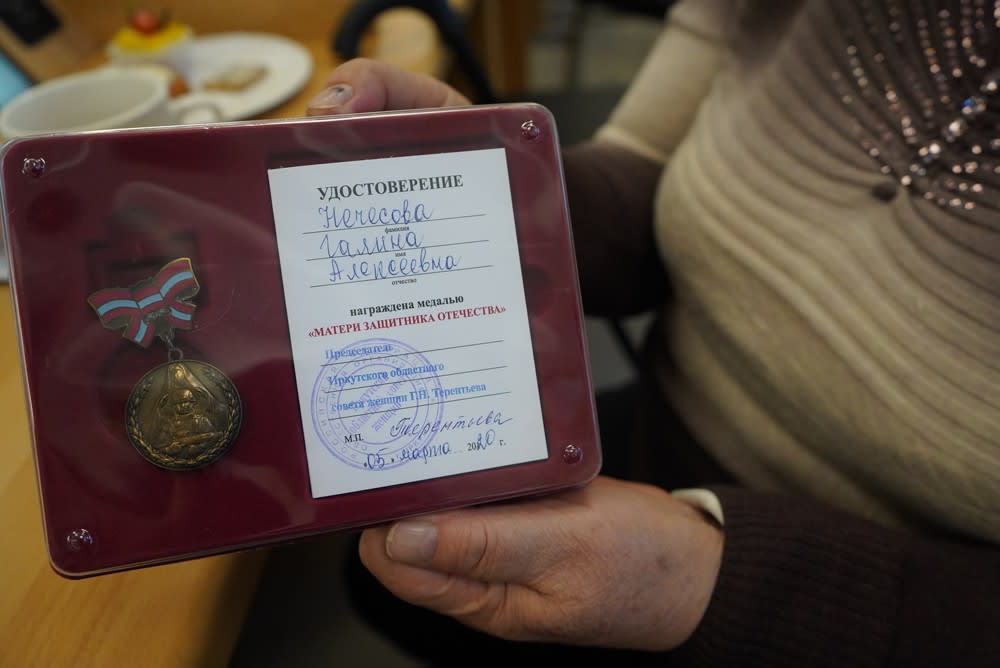 УДОСТОВЕРЕНИЕ
Нечесова
фамилия
Галина
имя
Алексеевна
отчество
награждена медалью
«МАТЕРИ ЗАЩИТНИКА ОТЕЧЕСТВА»
Председатель
Иркутского областного
совета женщин Г.Н. Терентьева
М.П. Терентьева
05. марта 2020 г.